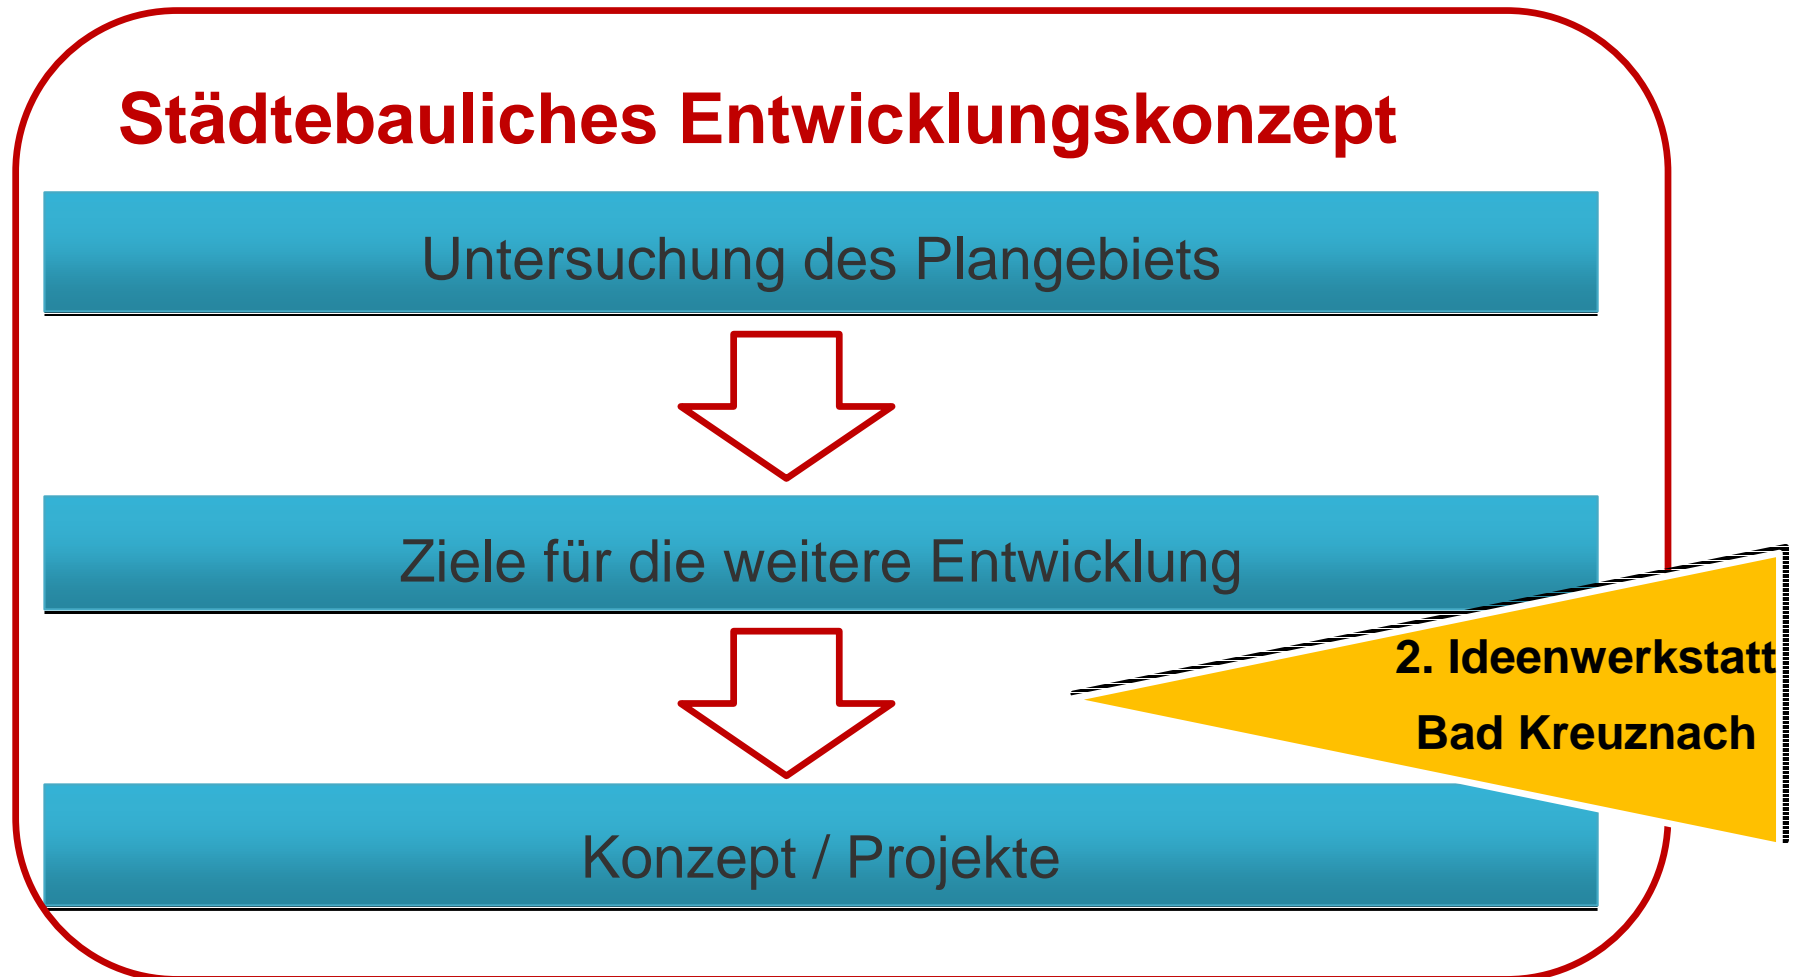 Städtebauliches Entwicklungskonzept
Untersuchung des Plangebiets
Ziele für die weitere Entwicklung
2. Ideenwerkstatt
Bad Kreuznach
Konzept / Projekte